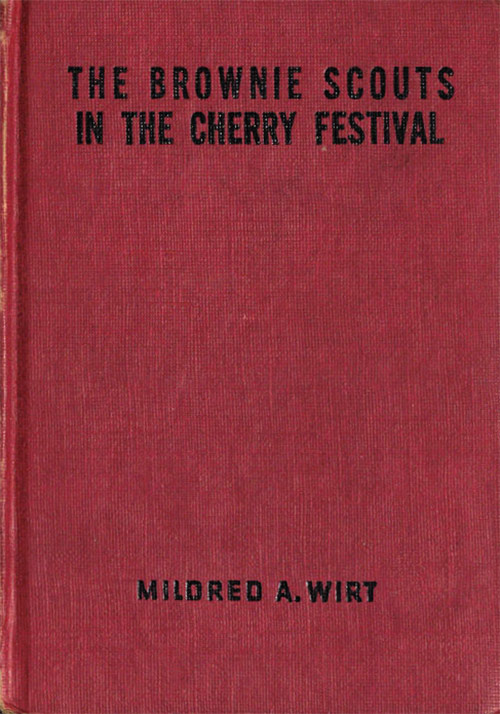 THE BROWNIE SCOUTS
IN THE CHERRY FESTIVAL
MILDRED A. WIRT